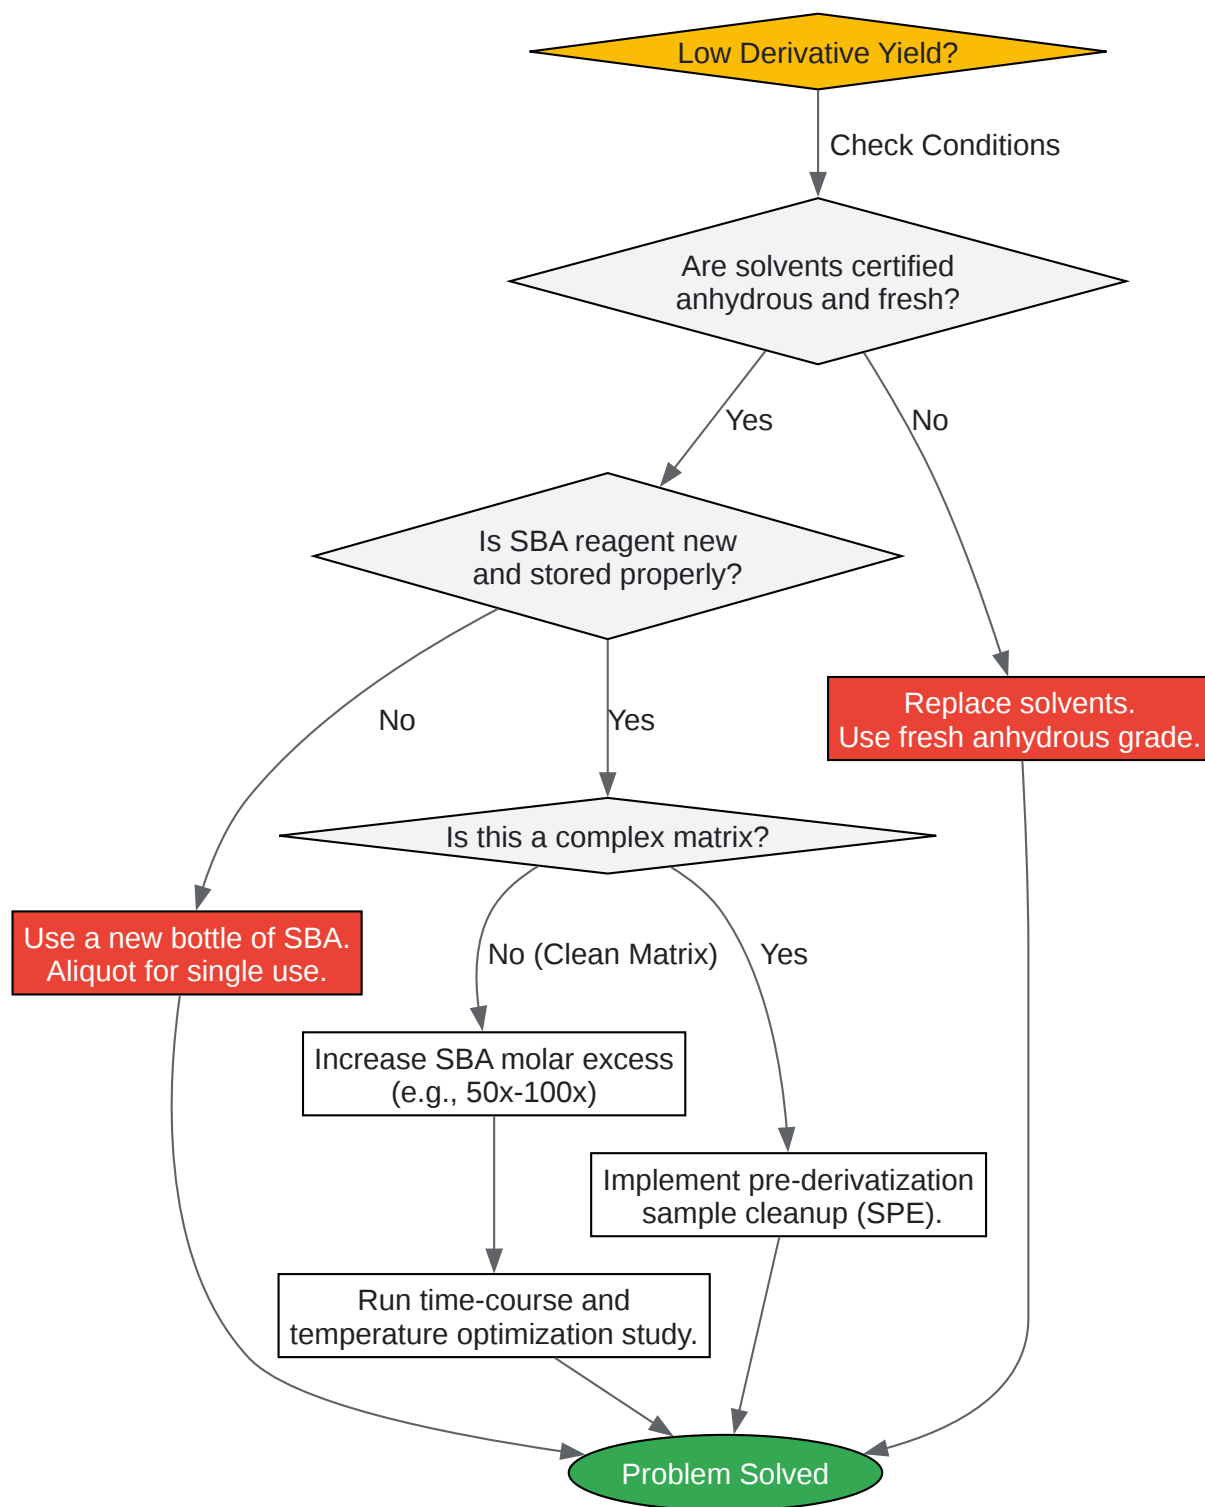 Low Derivative Yield?
Check Conditions
Are solvents certified
anhydrous and fresh?
Yes
No
Is SBA reagent new
and stored properly?
Replace solvents.
Use fresh anhydrous grade.
No
Yes
Is this a complex matrix?
Use a new bottle of SBA.
Aliquot for single use.
No (Clean Matrix)
Yes
Increase SBA molar excess
(e.g., 50x-100x)
Implement pre-derivatization
sample cleanup (SPE).
Run time-course and
temperature optimization study.
Problem Solved